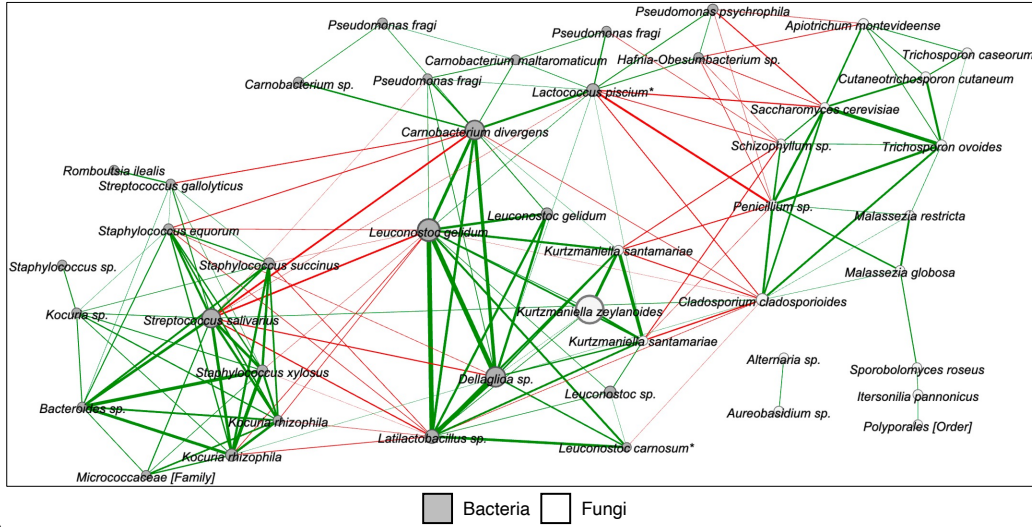 Pseudomonas psychrophila
Pseudomonas fragi
Apiotrichum montevideense
Pseudomonas fragi
Trichosporon caseorum
Carnobacterium maltaromaticum
Hafnia-Obesumbacterium sp.
Carnobacterium sp.
Pseudomonas fragi
Cutaneotrichosporon cutaneum
Lactococcus piscium*
Saccharomyces cerevisiae
Carnobacterium divergens
Schizophyllum sp.
Trichosporon ovoides
Romboutsia ilealis
Streptococcus gallolyticus
Penicillium sp.
Leuconostoc gelidum
Malassezia restricta
Staphylococcus equorum
Leuconostoc gelidum
Kurtzmaniella santamariae
Staphylococcus sp.
Staphylococcus succinus
Malassezia globosa
Cladosporium cladosporioides
Kocuria sp.
Streptococcus salivarius
Kurtzmaniella zeylanoides
Kurtzmaniella santamariae
Alternaria sp.
Staphylococcus xylosus
Sporobolomyces roseus
Dellaglida sp.
Leuconostoc sp.
Itersonilia pannonicus
Bacteroides sp.
Aureobasidium sp.
Kocuria rhizophila
Polyporales [Order]
Latilactobacillus sp.
Leuconostoc carnosum*
Kocuria rhizophila
Micrococcaceae [Family]
Bacteria
Fungi